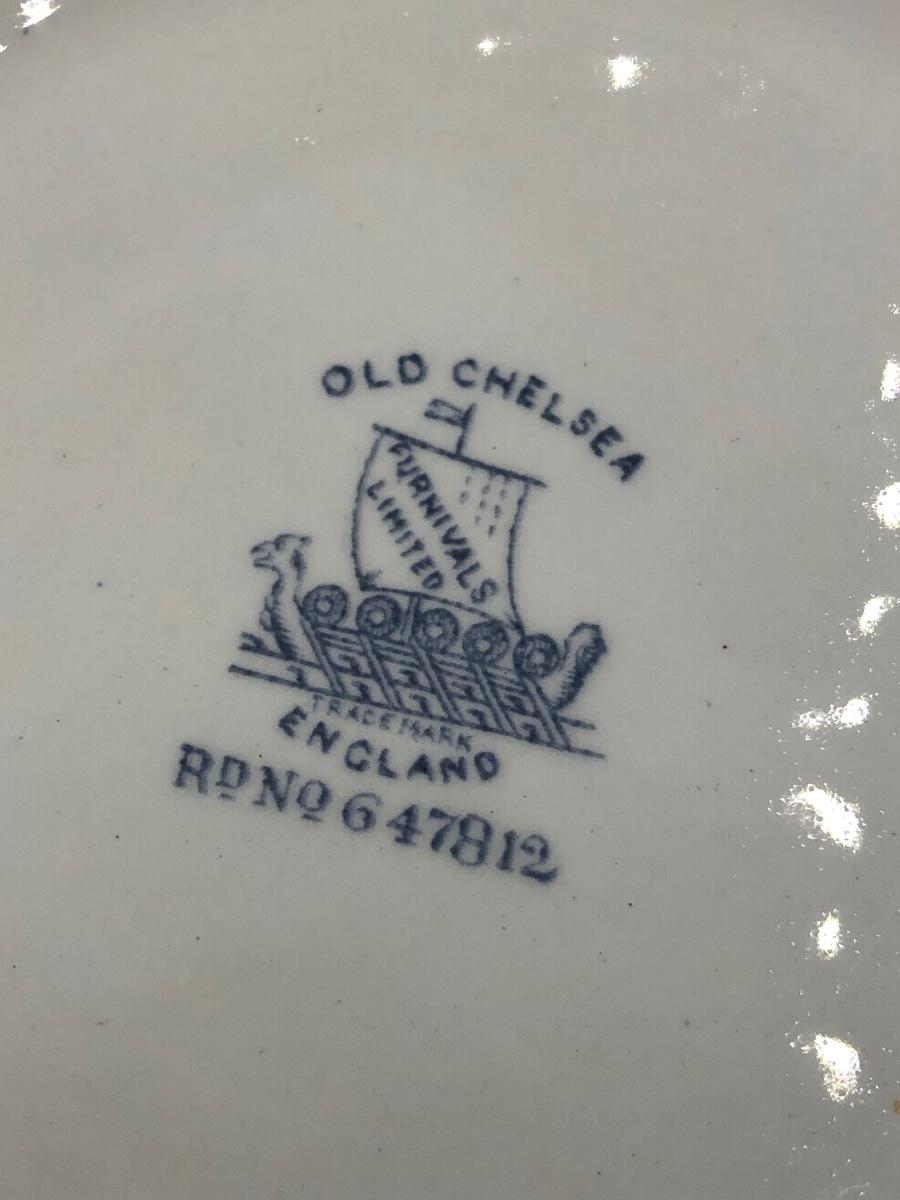 OLD CHELSEA
FURNIVALS
LIMITED
TRADE MARK
ENGLAND
RD NO 647812